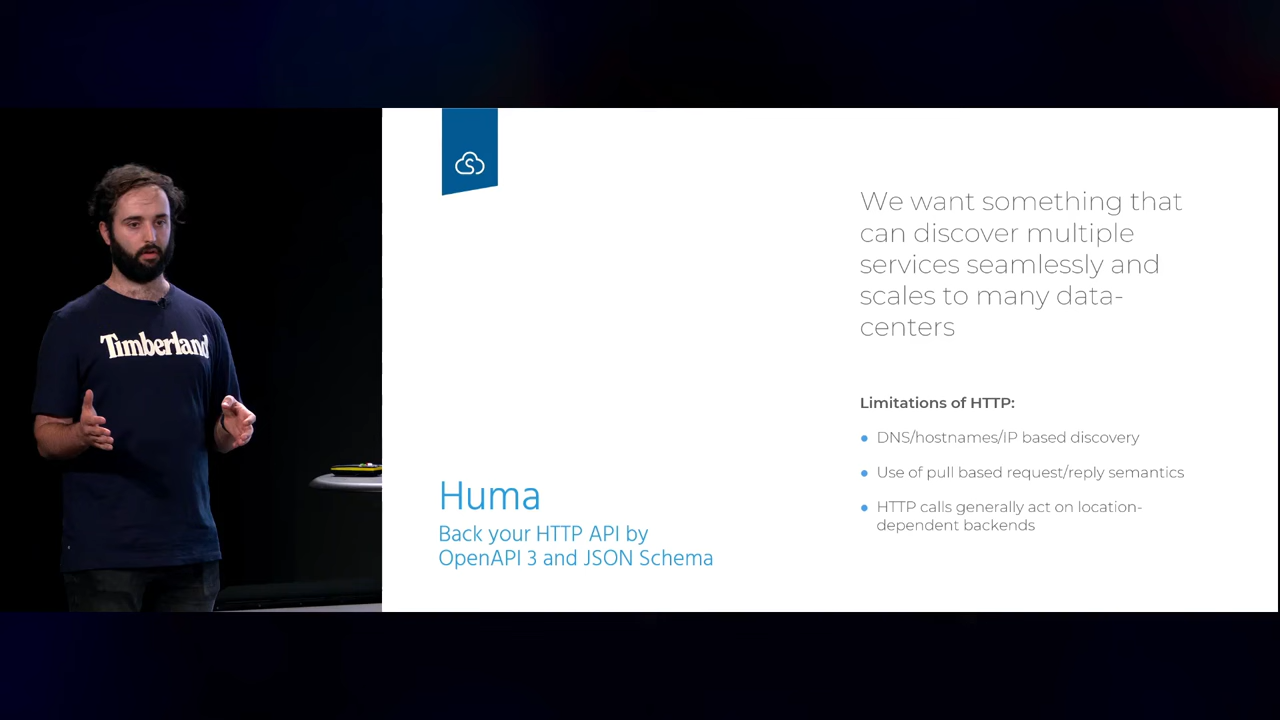 Timberland
Huma
Back your HTTP API by
OpenAPI 3 and JSON Schema
We want something that
can discover multiple
services seamlessly and
scales to many data-
centers
Limitations of HTTP:
● DNS/hostnames/IP based discovery
● Use of pull based request/reply semantics
● HTTP calls generally act on location-
dependent backends